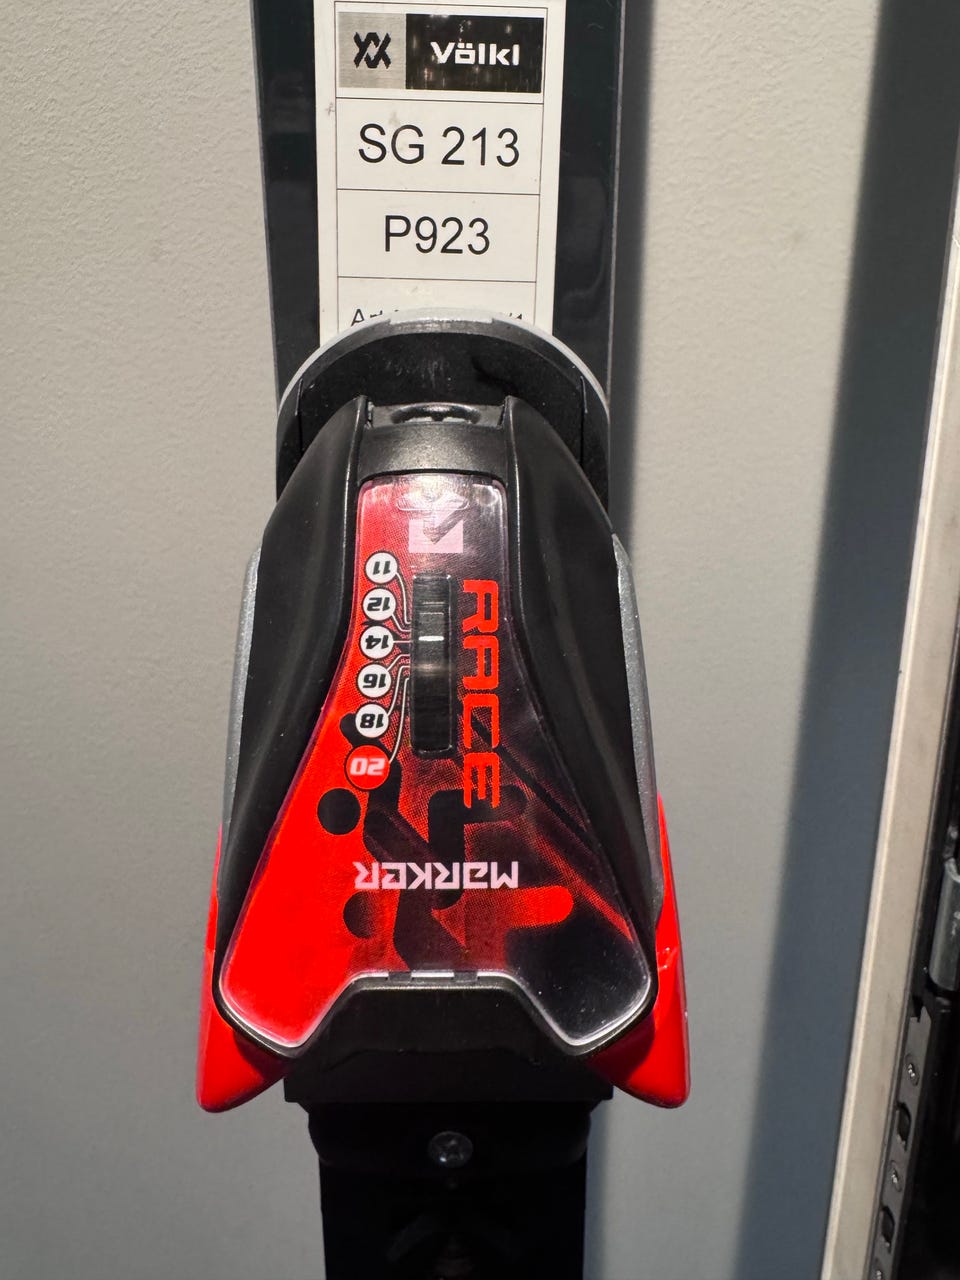 Völkl
SG 213
P923
11
12
14
16
18
20
RACE
MARKER